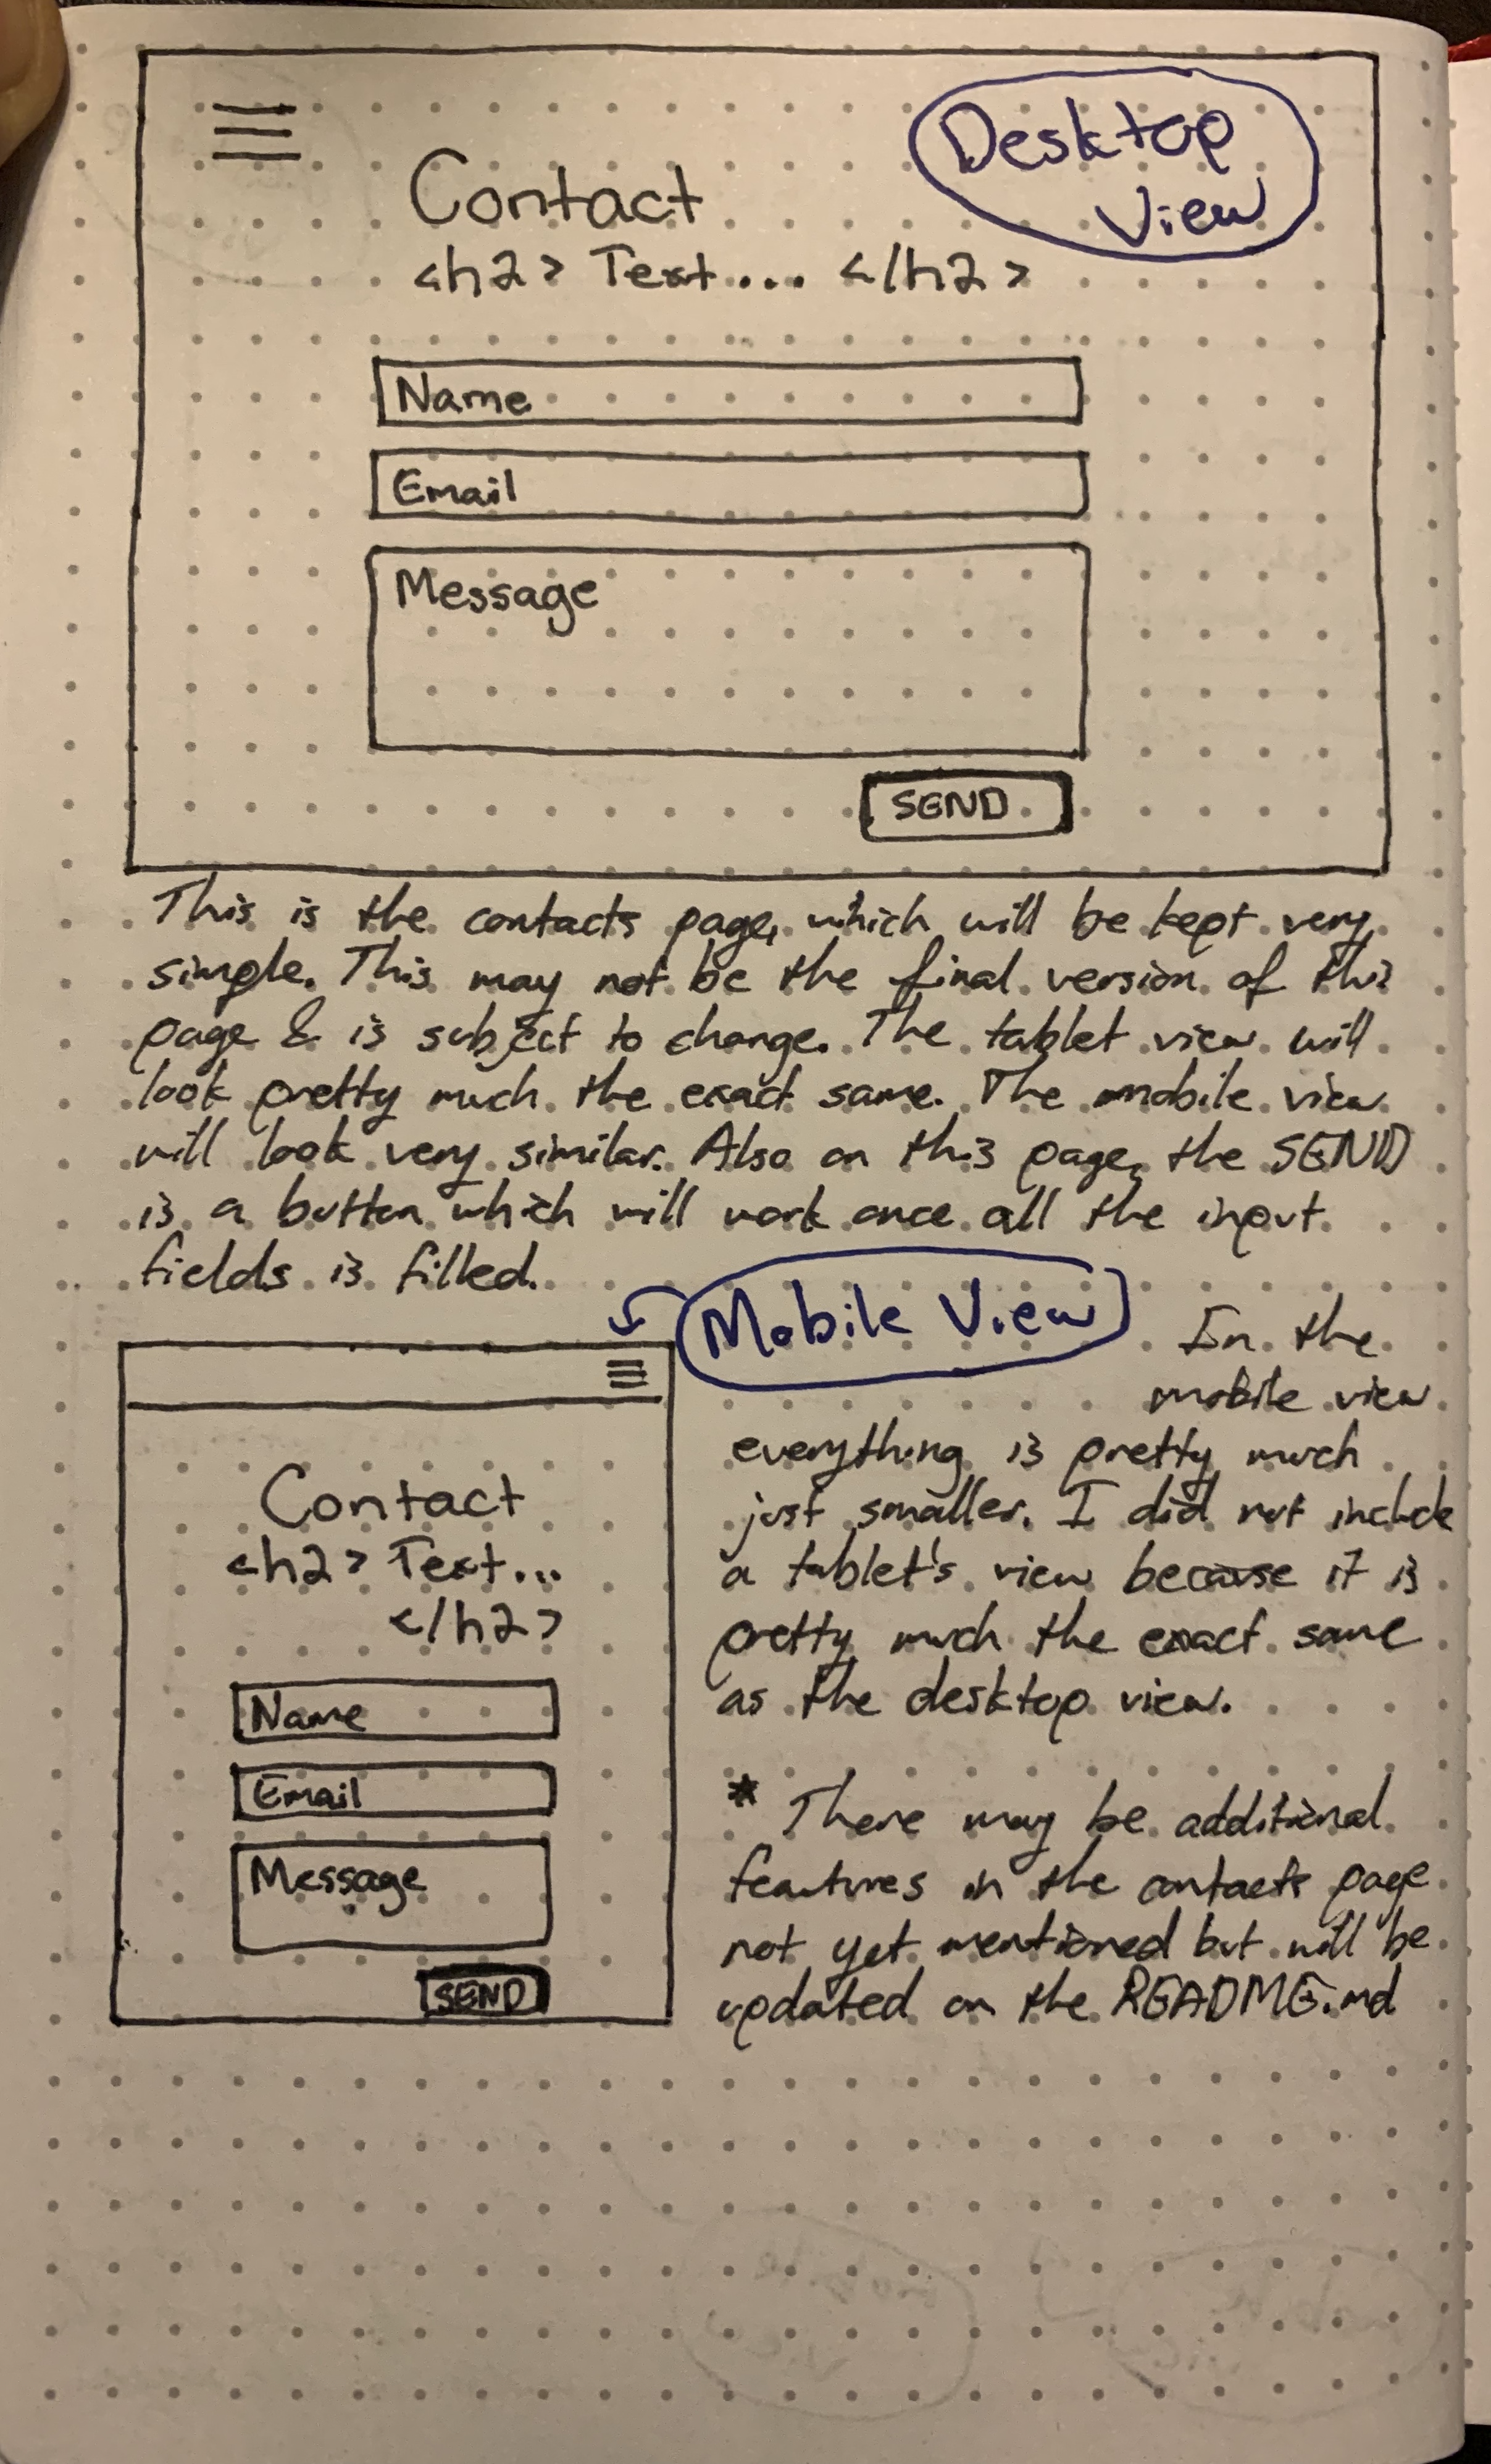 Desktop
View
Contact
<h2> Text.... </h2>
Name
Email
Message
SEND
This is the contacts page, which will be kept very
simple. This may not be the final version of this
page & is subject to change. The tablet view will
look pretty much the exact same. The mobile view
will look very similar. Also on this page, the SEND
is a button which will work once all the input
fields is filled.
Mobile View
Contact
<h2> Text...
</h2>
Name
Email
Message
SEND
In the
mobile view
everything is pretty much
just smaller. I did not include
a tablet's view because it is
pretty much the exact same
as the desktop view.
* There may be additional
features on the contacts page
not yet mentioned but will be
updated on the README.md